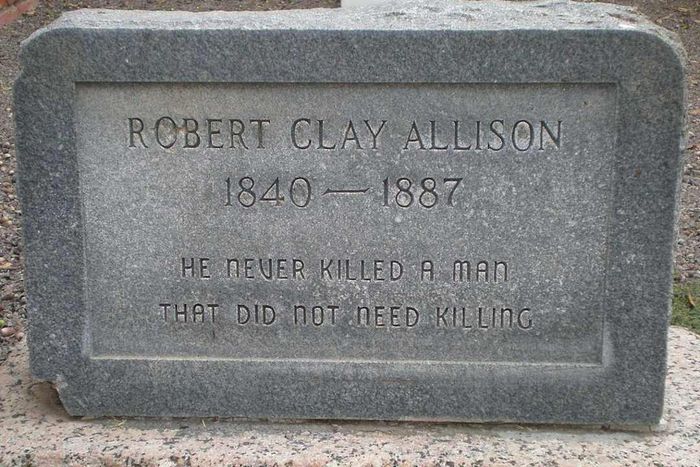 ROBERT CLAY ALLISON
1840 — 1887
HE NEVER KILLED A MAN
THAT DID NOT NEED KILLING